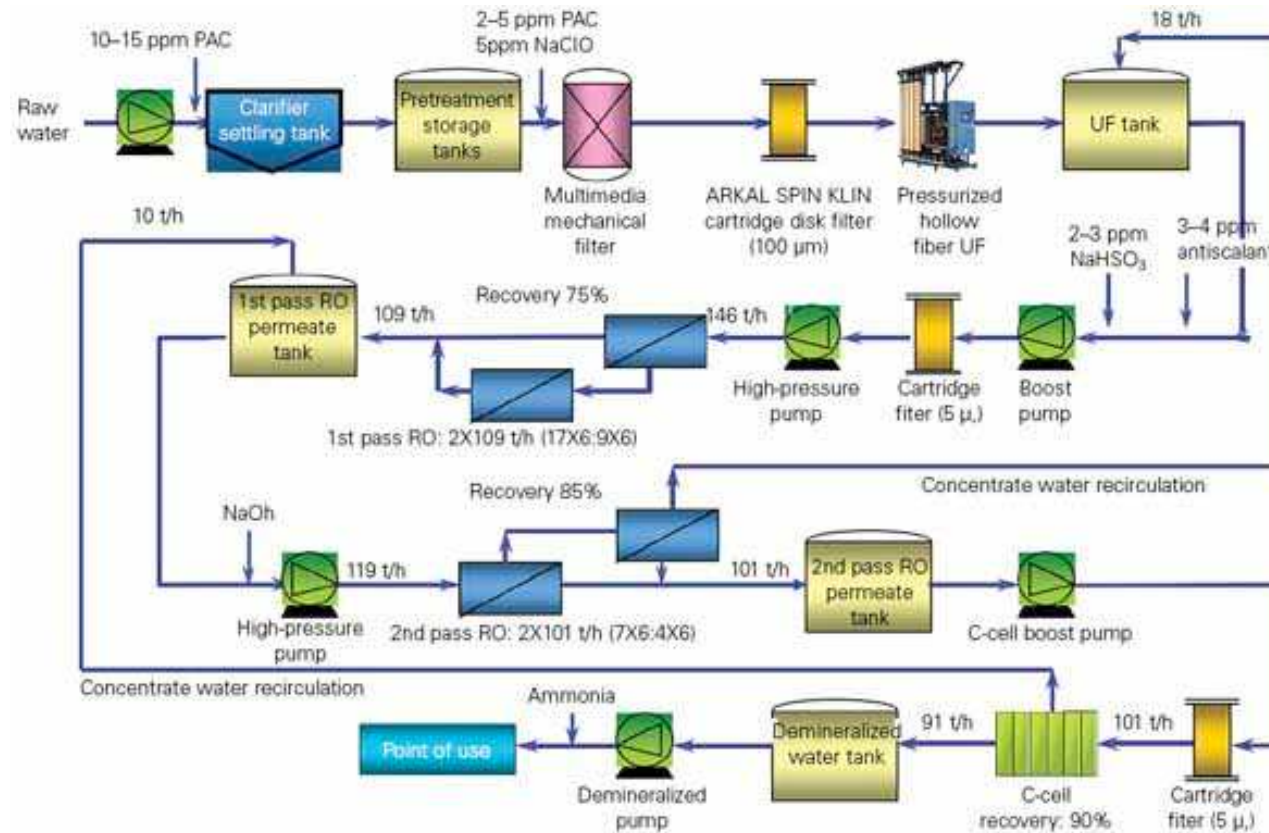 10–15 ppm PAC
2–5 ppm PAC
5ppm NaClO
18 t/h
Raw
water
Clarifier
settling tank
Pretreatment
storage
tanks
UF tank
Multimedia
mechanical
filter
ARKAL SPIN KLIN
cartridge disk filter
(100 µm)
Pressurized
hollow
fiber UF
10 t/h
2–3 ppm
NaHSO₃
3–4 ppm
antiscalant
1st pass RO
permeate
tank
109 t/h
Recovery 75%
146 t/h
High-pressure
pump
Cartridge
fiter (5 µ,)
Boost
pump
1st pass RO: 2X109 t/h (17X6:9X6)
Recovery 85%
Concentrate water recirculation
NaOh
119 t/h
101 t/h
2nd pass RO
permeate
tank
High-pressure
pump
2nd pass RO: 2X101 t/h (7X6:4X6)
C-cell boost pump
Concentrate water recirculation
Ammonia
Point of use
Demineralized
pump
Demineralized
water tank
91 t/h
101 t/h
C-cell
recovery: 90%
Cartridge
fiter (5 µ,)